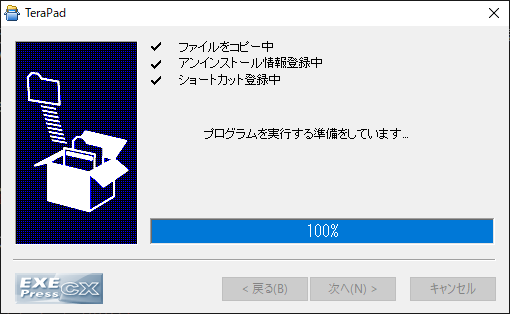 TeraPad
ファイルをコピー中
アンインストール情報登録中
ショートカット登録中
プログラムを実行する準備をしています...
100%
EXE
Press CX
< 戻る(B)
次へ(N) >
キャンセル